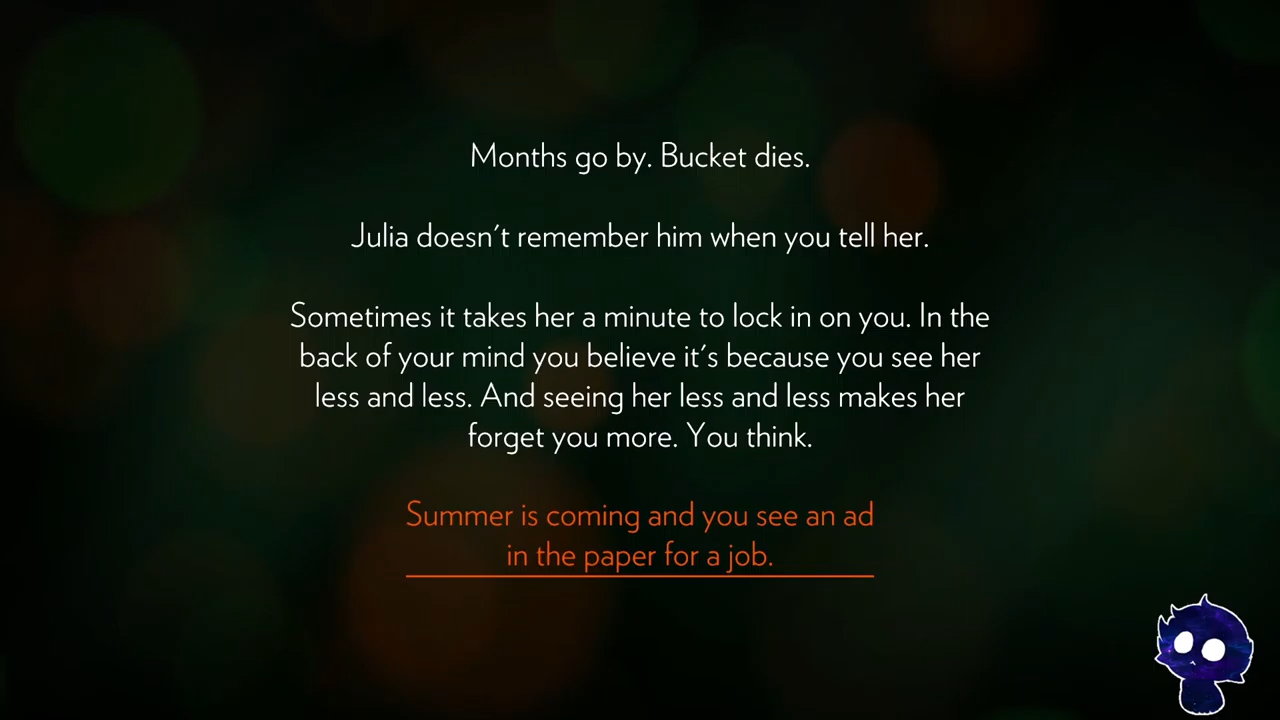 Months go by. Bucket dies.
Julia doesn't remember him when you tell her.
Sometimes it takes her a minute to lock in on you. In the
back of your mind you believe it's because you see her
less and less. And seeing her less and less makes her
forget you more. You think.
Summer is coming and you see an ad
in the paper for a job.